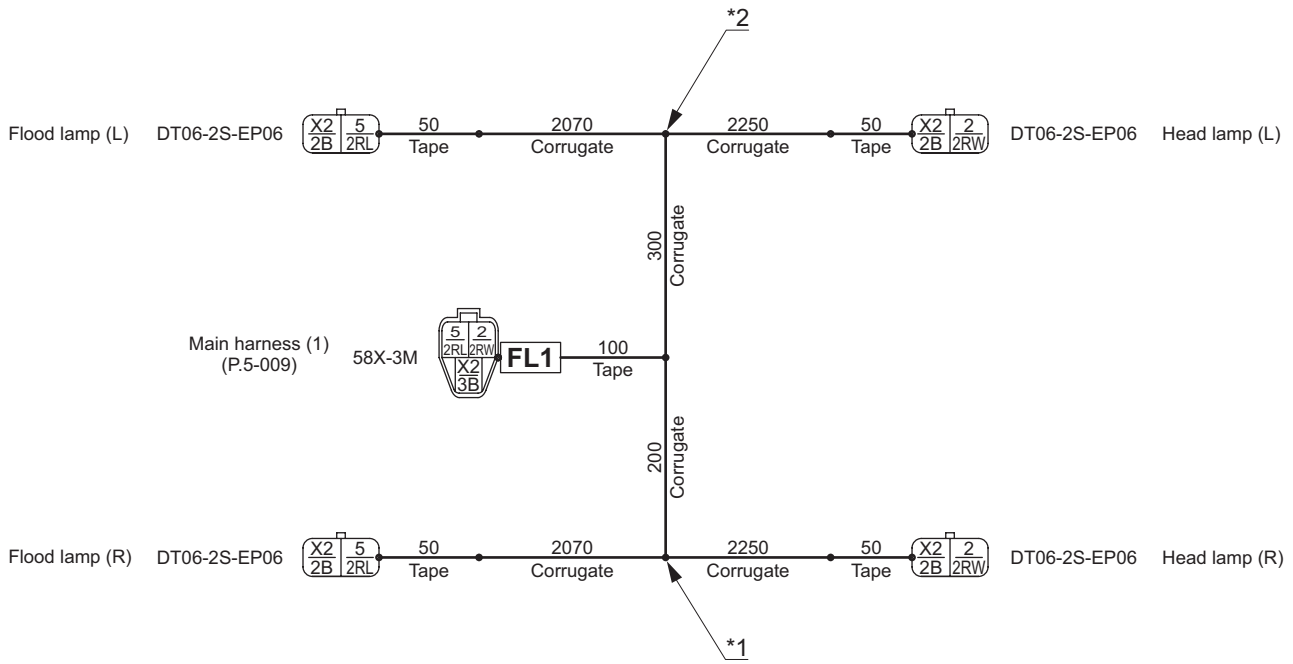 *2
Flood lamp (L) DT06-2S-EP06 X2 5 50 2070 2250 50 X2 2 DT06-2S-EP06 Head lamp (L)
2B 2RL Tape Corrugate Corrugate Tape 2B 2RW
300
Corrugate
Main harness (1)
(P.5-009)
58X-3M
5 2
2RL 2RW
X2
3B
FL1
100
Tape
200
Corrugate
Flood lamp (R) DT06-2S-EP06 X2 5 50 2070 2250 50 X2 2 DT06-2S-EP06 Head lamp (R)
2B 2RL Tape Corrugate Corrugate Tape 2B 2RW
*1